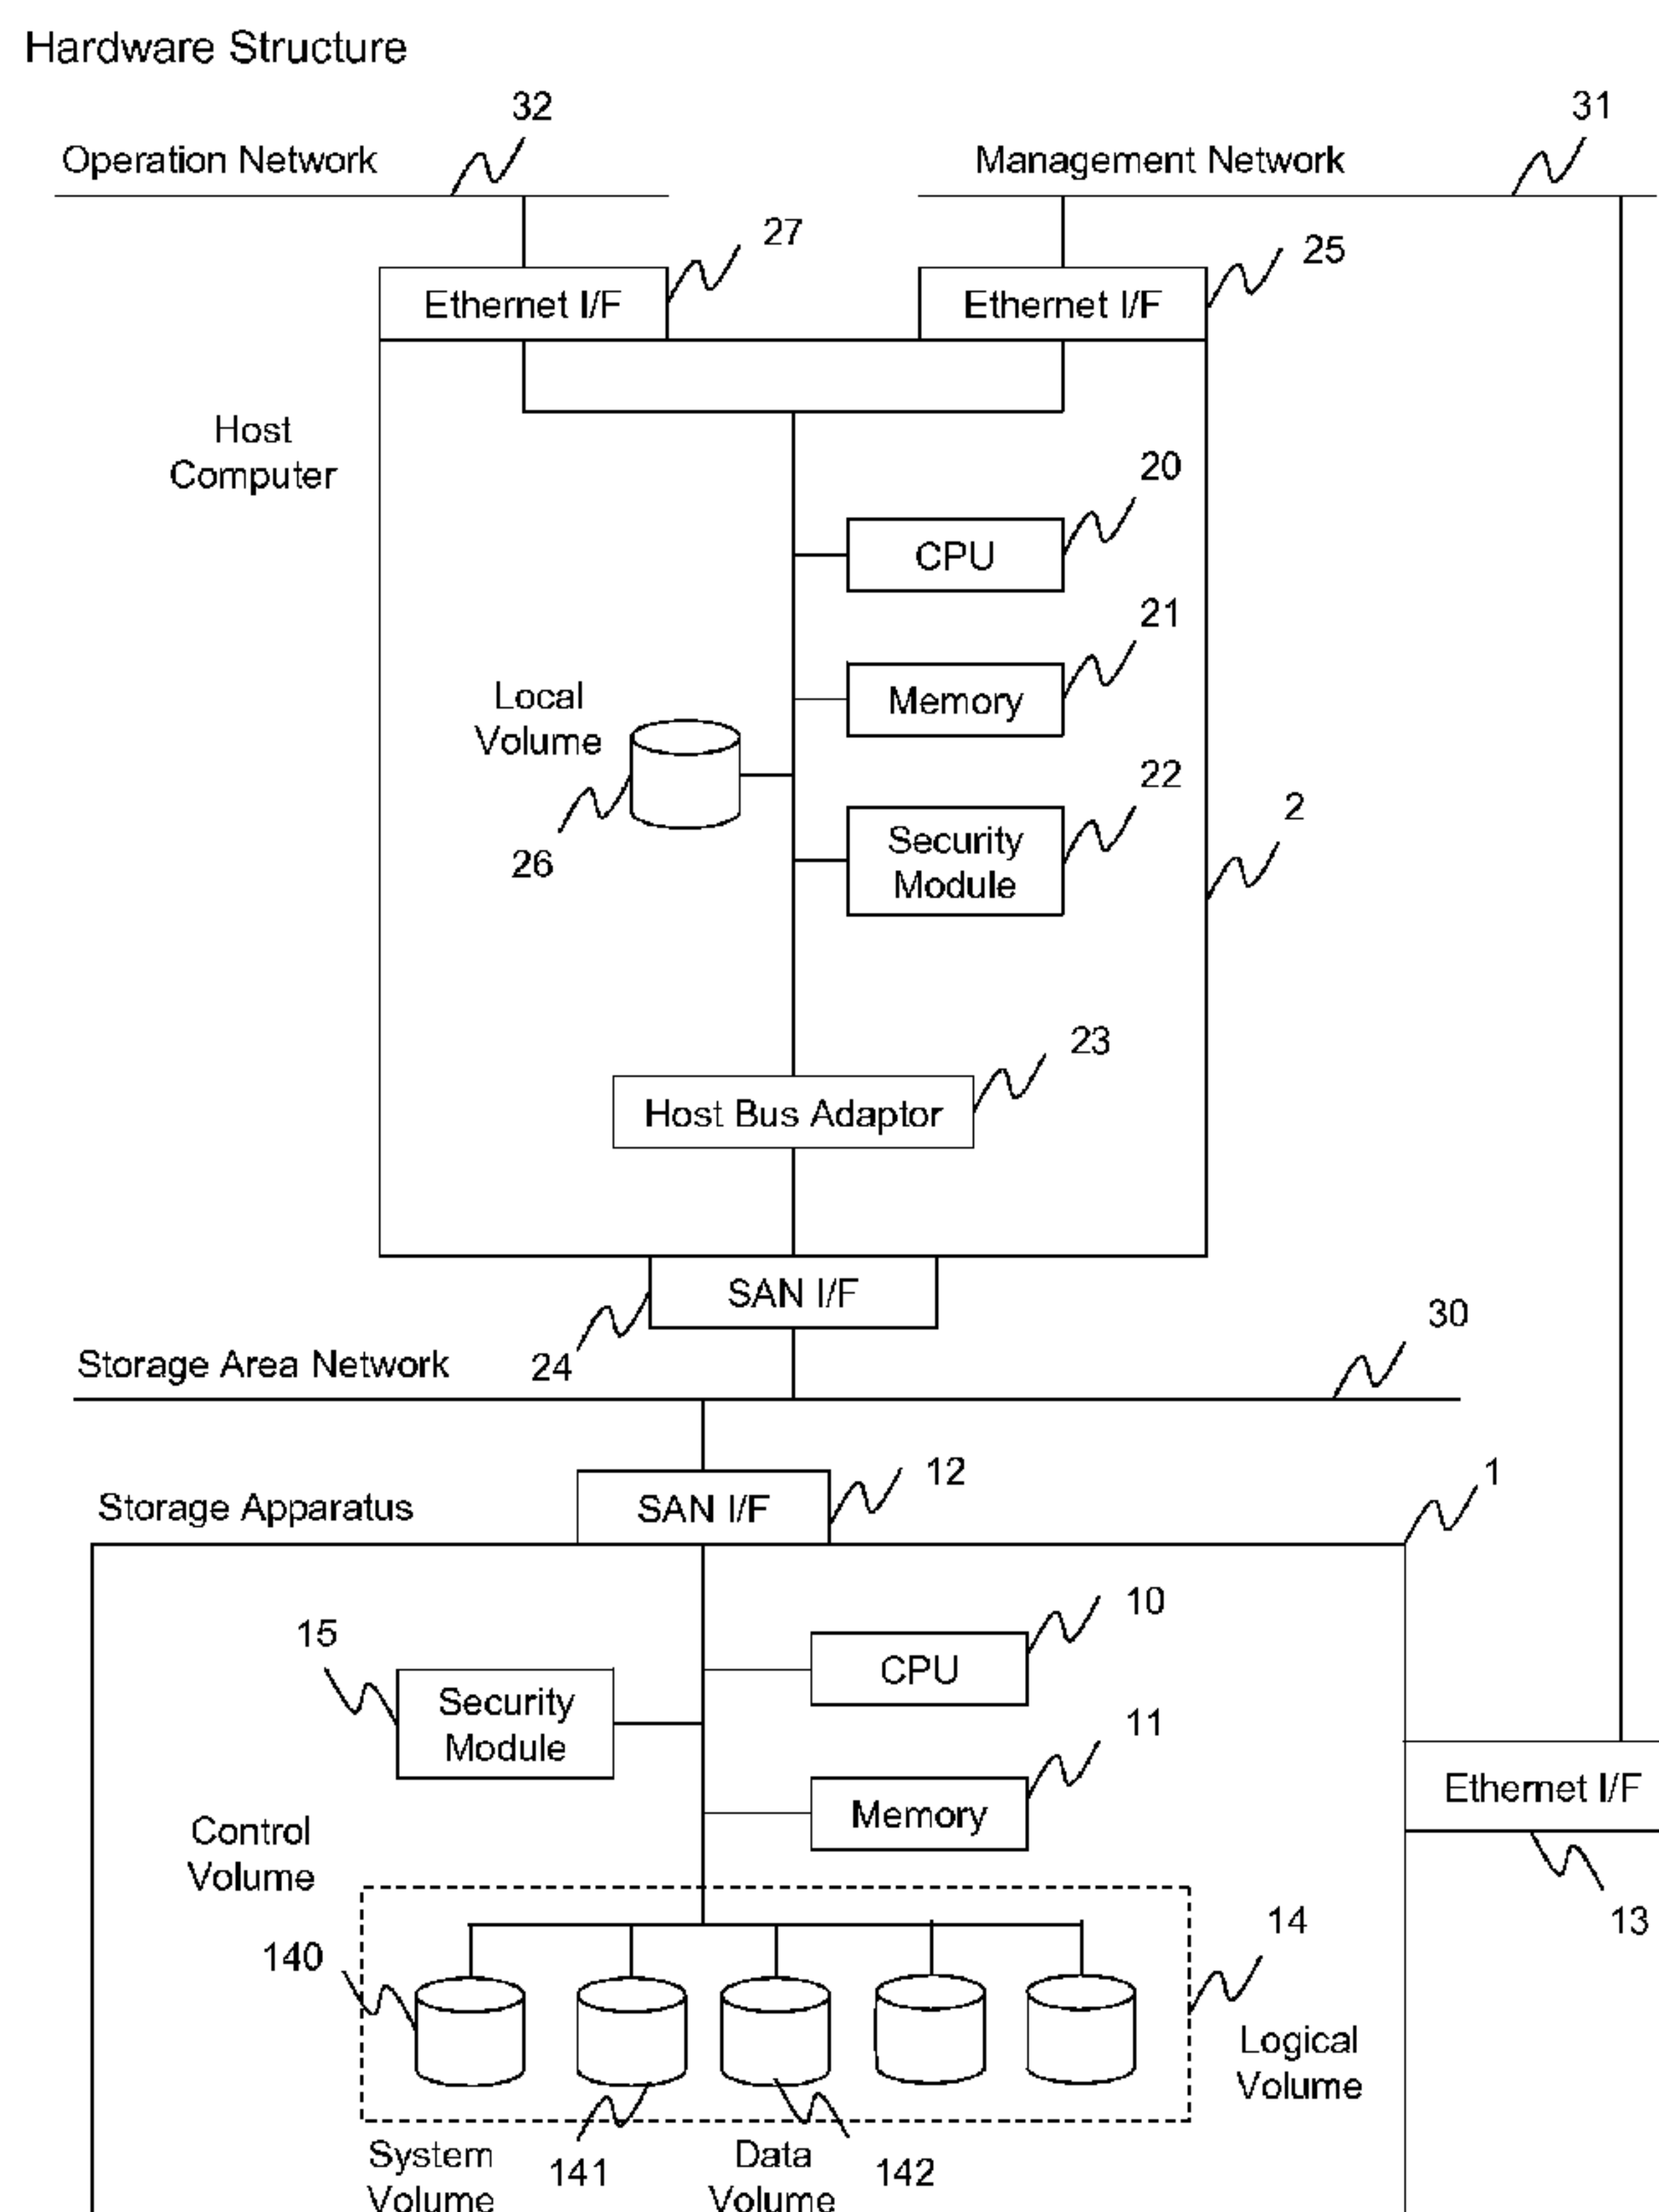 Hardware Structure
32
31
Operation Network
Management Network
27
25
Ethernet I/F
Ethernet I/F
Host
Computer
20
CPU
21
Memory
Local
Volume
26
22
Security
Module
2
23
Host Bus Adaptor
SAN I/F
24
30
Storage Area Network
12
1
SAN I/F
Storage Apparatus
10
15
CPU
Security
Module
11
Memory
Ethernet I/F
13
Control
Volume
140
14
Logical
Volume
System
Volume
141
Data
Volume
142